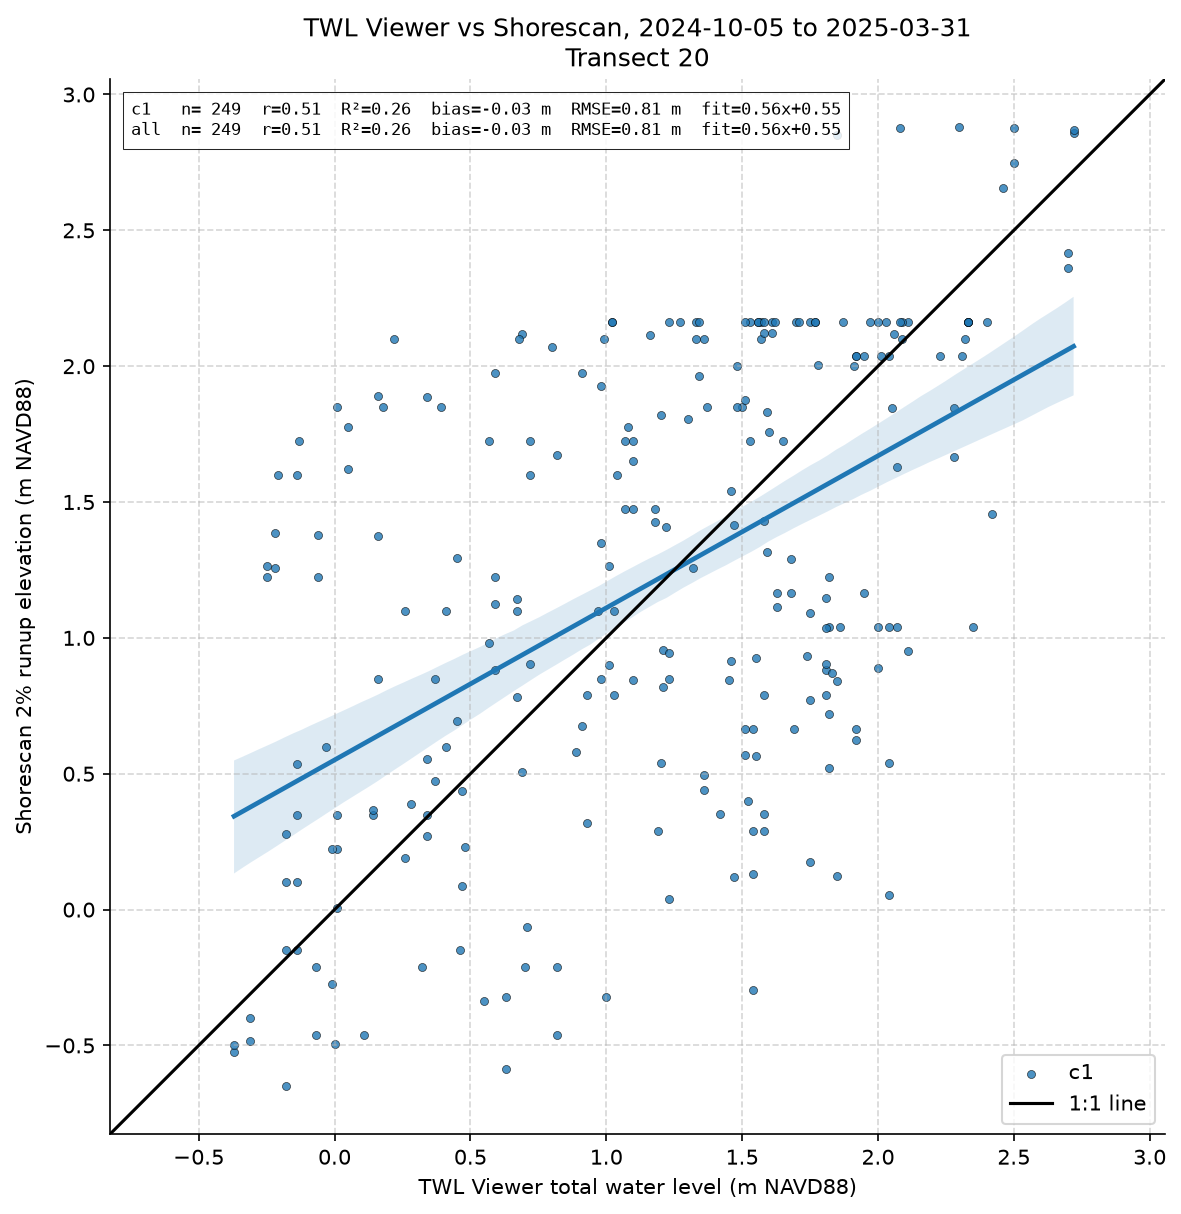 TWL Viewer vs Shorescan, 2024-10-05 to 2025-03-31
Transect 20
c1 n= 249 r=0.51 R²=0.26 bias=-0.03 m RMSE=0.81 m fit=0.56x+0.55
all n= 249 r=0.51 R²=0.26 bias=-0.03 m RMSE=0.81 m fit=0.56x+0.55
3.0
2.5
2.0
1.5
1.0
0.5
0.0
−0.5
Shorescan 2% runup elevation (m NAVD88)
c1
1:1 line
−0.5 0.0 0.5 1.0 1.5 2.0 2.5 3.0
TWL Viewer total water level (m NAVD88)